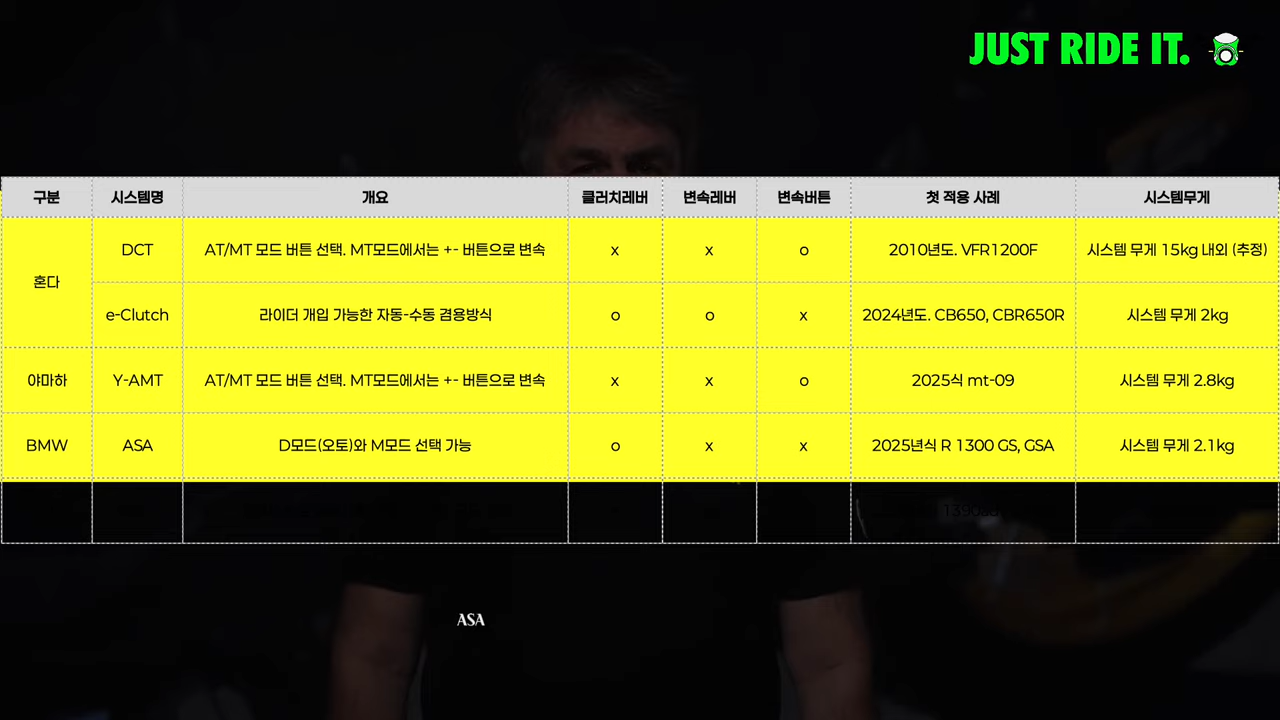 JUST RIDE IT.
구분 시스템명 개요 클러치레버 변속레버 변속버튼 첫 적용 사례 시스템무게
혼다 DCT AT/MT 모드 버튼 선택. MT모드에서는 +- 버튼으로 변속 x x o 2010년도. VFR1200F 시스템 무게 15kg 내외 (추정)
e-Clutch 라이더 개입 가능한 자동-수동 겸용방식 o o x 2024년도. CB650, CBR650R 시스템 무게 2kg
야마하 Y-AMT AT/MT 모드 버튼 선택. MT모드에서는 +- 버튼으로 변속 x x o 2025식 mt-09 시스템 무게 2.8kg
BMW ASA D모드(오토)와 M모드 선택 가능 o x x 2025년식 R 1300 GS, GSA 시스템 무게 2.1kg
ASA